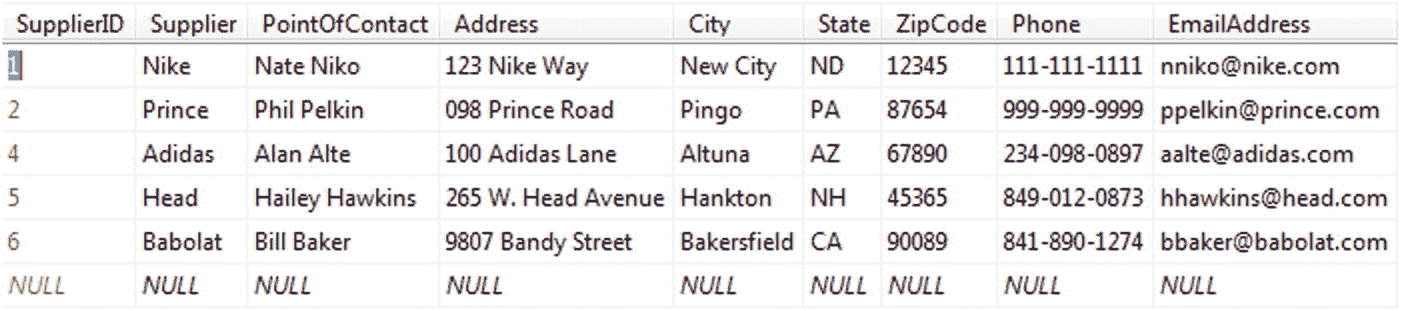 SupplierID Supplier PointOfContact Address City State ZipCode Phone EmailAddress
1 Nike Nate Niko 123 Nike Way New City ND 12345 111-111-1111 nniko@nike.com
2 Prince Phil Pelkin 098 Prince Road Pingo PA 87654 999-999-9999 ppelkin@prince.com
4 Adidas Alan Alte 100 Adidas Lane Altuna AZ 67890 234-098-0897 aalte@adidas.com
5 Head Hailey Hawkins 265 W. Head Avenue Hankton NH 45365 849-012-0873 hhawkins@head.com
6 Babolat Bill Baker 9807 Bandy Street Bakersfield CA 90089 841-890-1274 bbaker@babolat.com
NULL NULL NULL NULL NULL NULL NULL NULL NULL